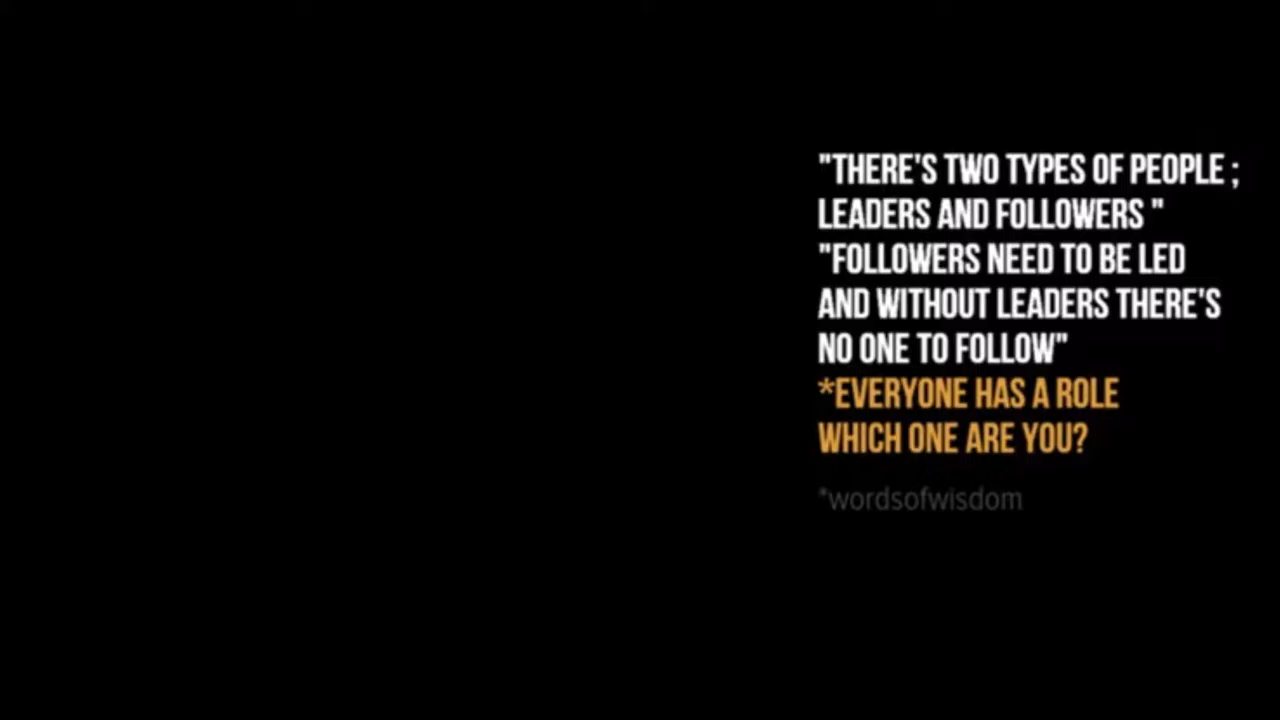 "THERE'S TWO TYPES OF PEOPLE ;
LEADERS AND FOLLOWERS "
"FOLLOWERS NEED TO BE LED
AND WITHOUT LEADERS THERE'S
NO ONE TO FOLLOW"
*EVERYONE HAS A ROLE
WHICH ONE ARE YOU?
*wordsofwisdom